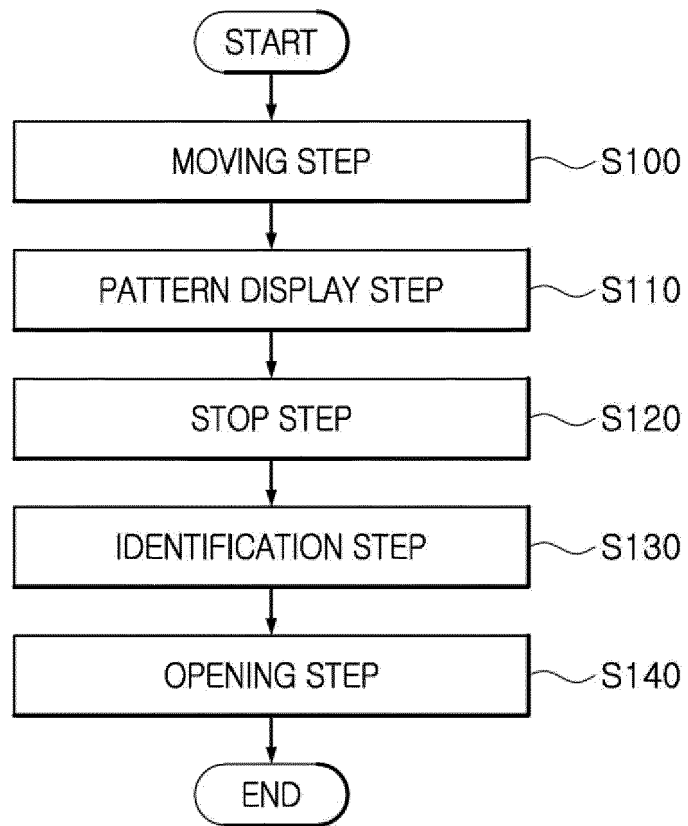 START
MOVING STEP
S100
PATTERN DISPLAY STEP
S110
STOP STEP
S120
IDENTIFICATION STEP
S130
OPENING STEP
S140
END